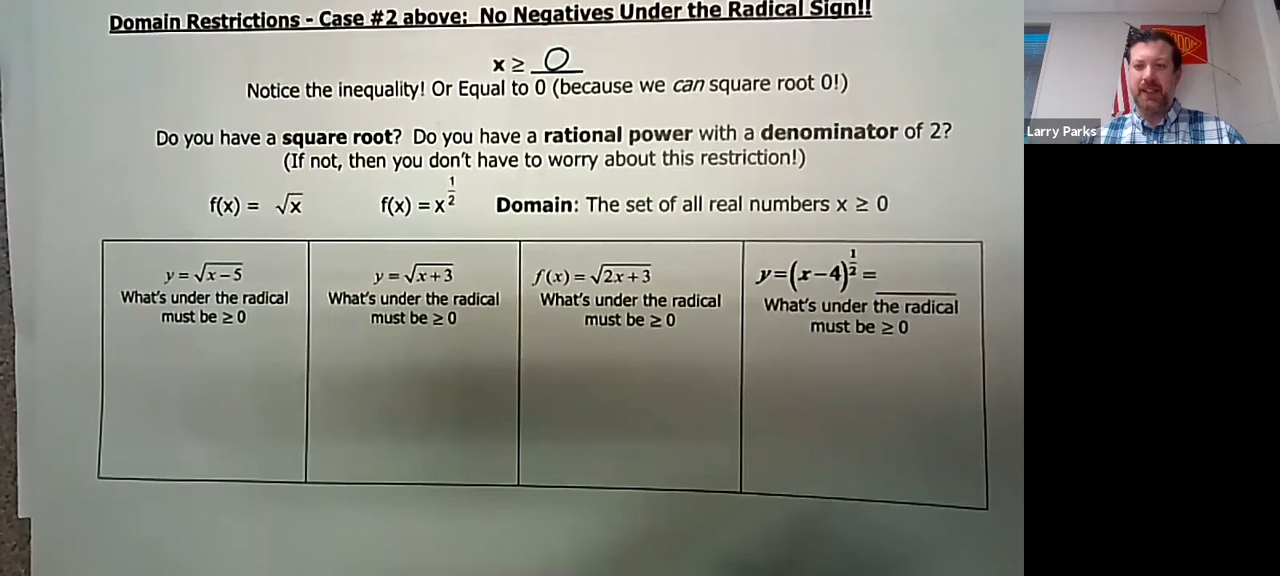 Domain Restrictions - Case #2 above: No Negatives Under the Radical Sign!!
x ≥ 0
Notice the inequality! Or Equal to 0 (because we can square root 0!)
Do you have a square root? Do you have a rational power with a denominator of 2?
(If not, then you don't have to worry about this restriction!)
f(x) = √x f(x) = x^(1/2) Domain: The set of all real numbers x ≥ 0
y = √(x-5)
What's under the radical
must be ≥ 0
y = √(x+3)
What's under the radical
must be ≥ 0
f(x) = √(2x+3)
What's under the radical
must be ≥ 0
y=(x-4)^(1/2) = ______
What's under the radical
must be ≥ 0
Larry Parks